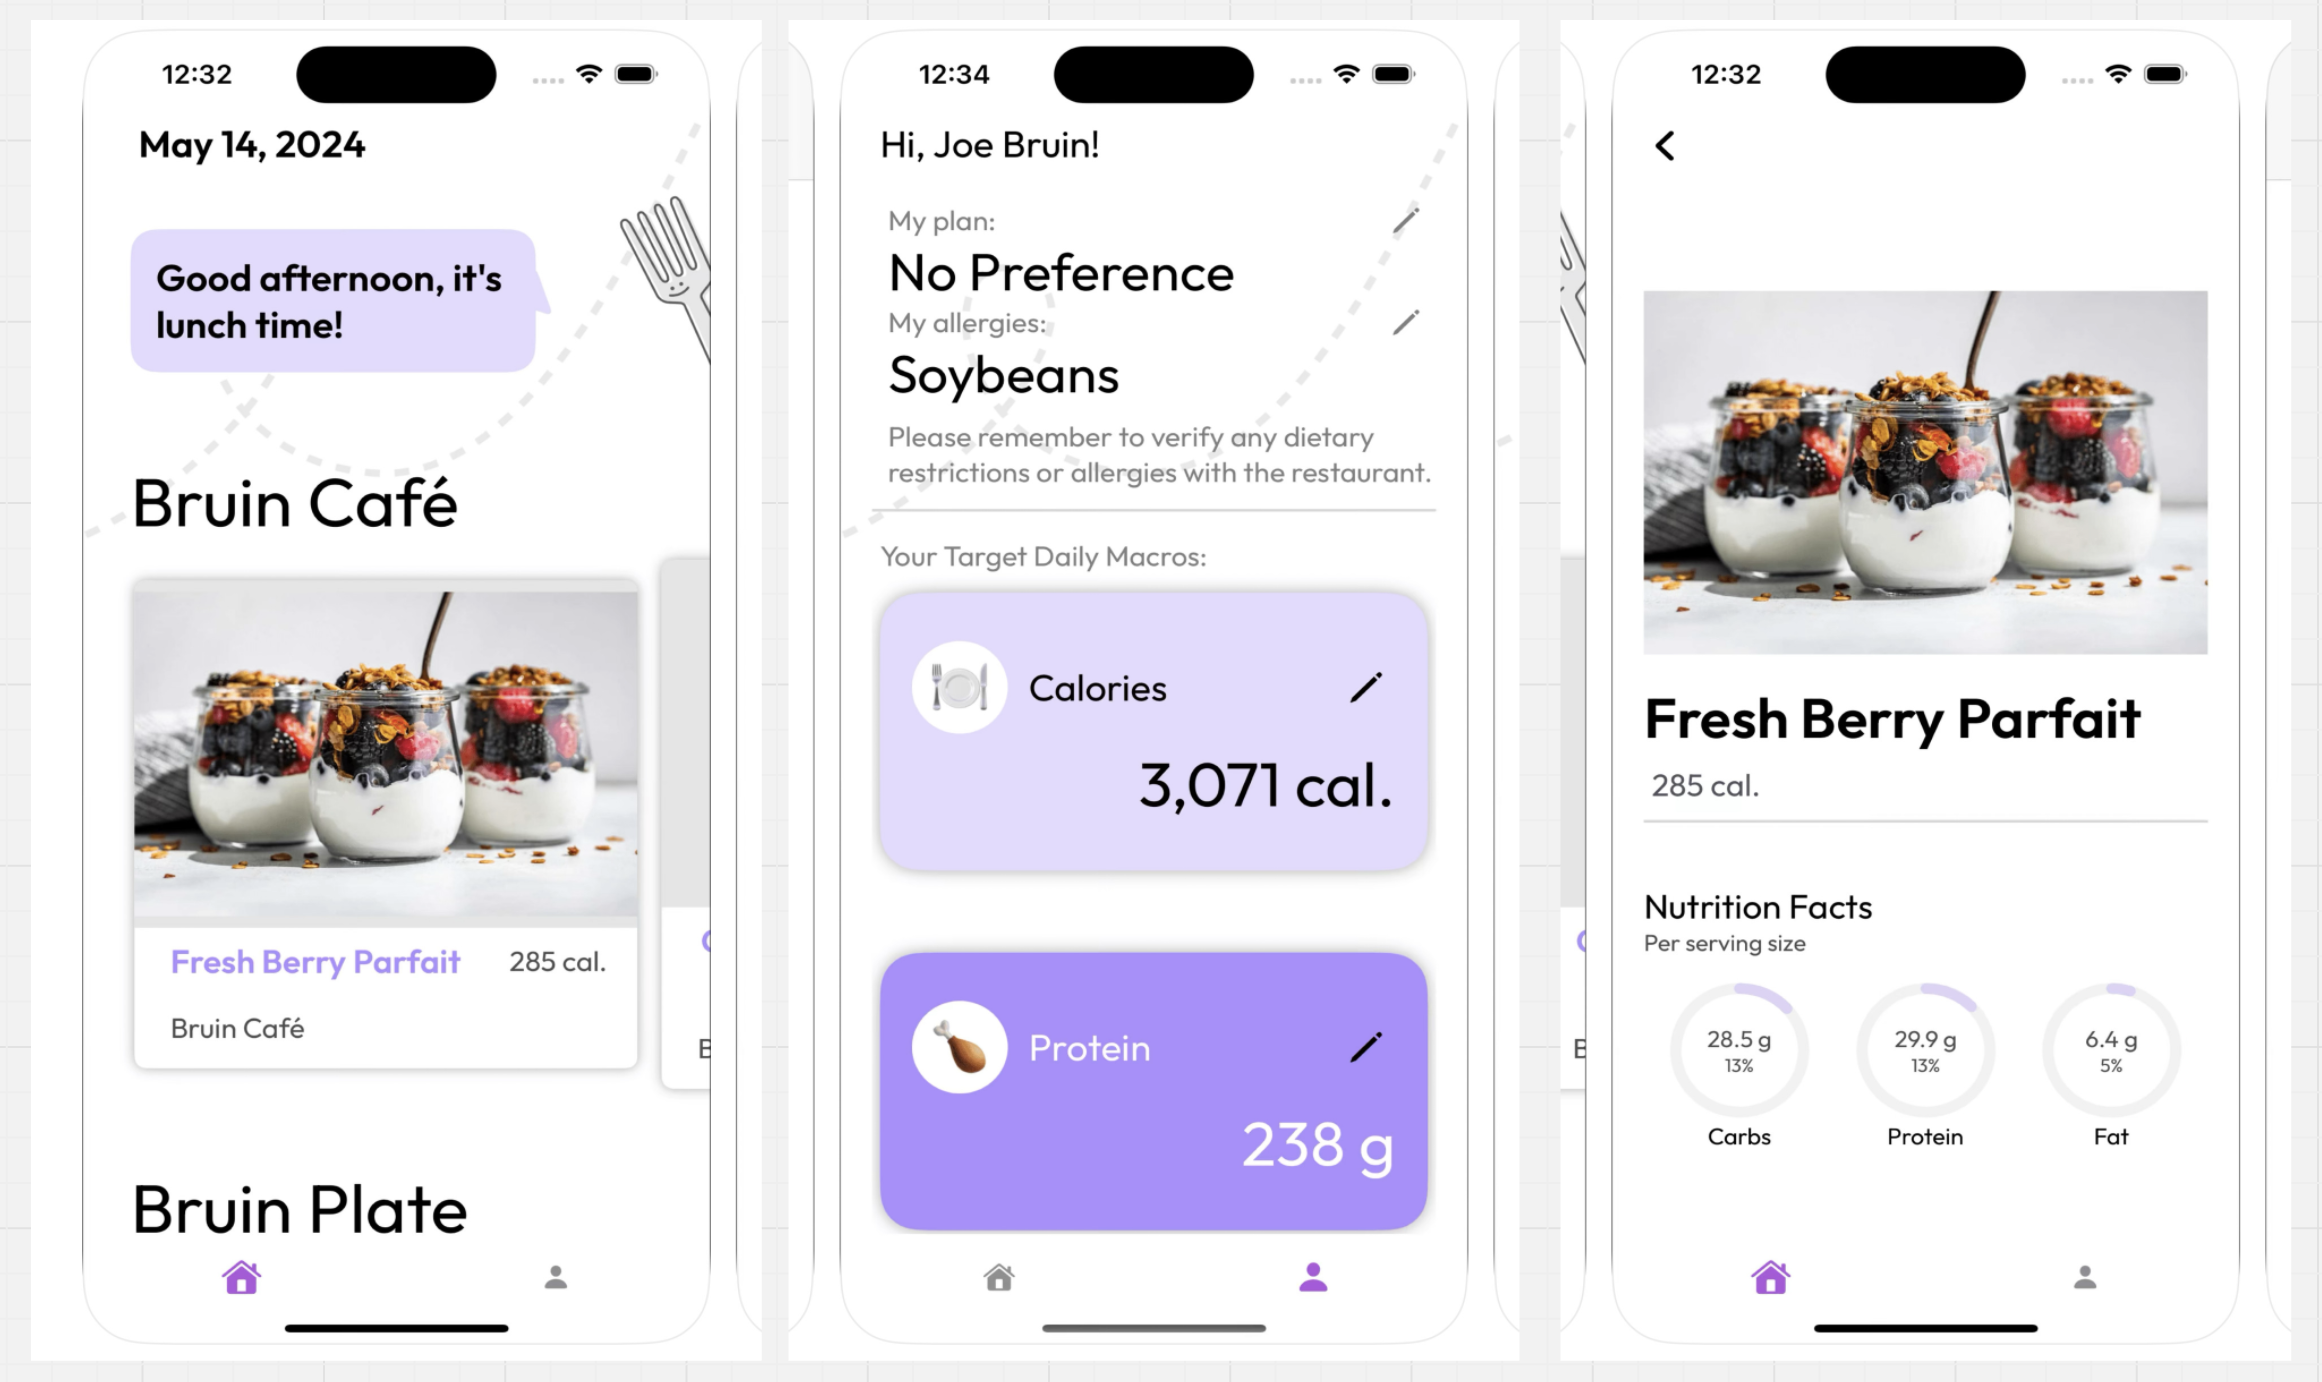 12:32
May 14, 2024
Good afternoon, it's
lunch time!
Bruin Café
Fresh Berry Parfait 285 cal.
Bruin Café
Bruin Plate
12:34
Hi, Joe Bruin!
My plan:
No Preference
My allergies:
Soybeans
Please remember to verify any dietary
restrictions or allergies with the restaurant.
Your Target Daily Macros:
Calories
3,071 cal.
Protein
238 g
12:32
Fresh Berry Parfait
285 cal.
Nutrition Facts
Per serving size
28.5 g 29.9 g 6.4 g
13% 13% 5%
Carbs Protein Fat